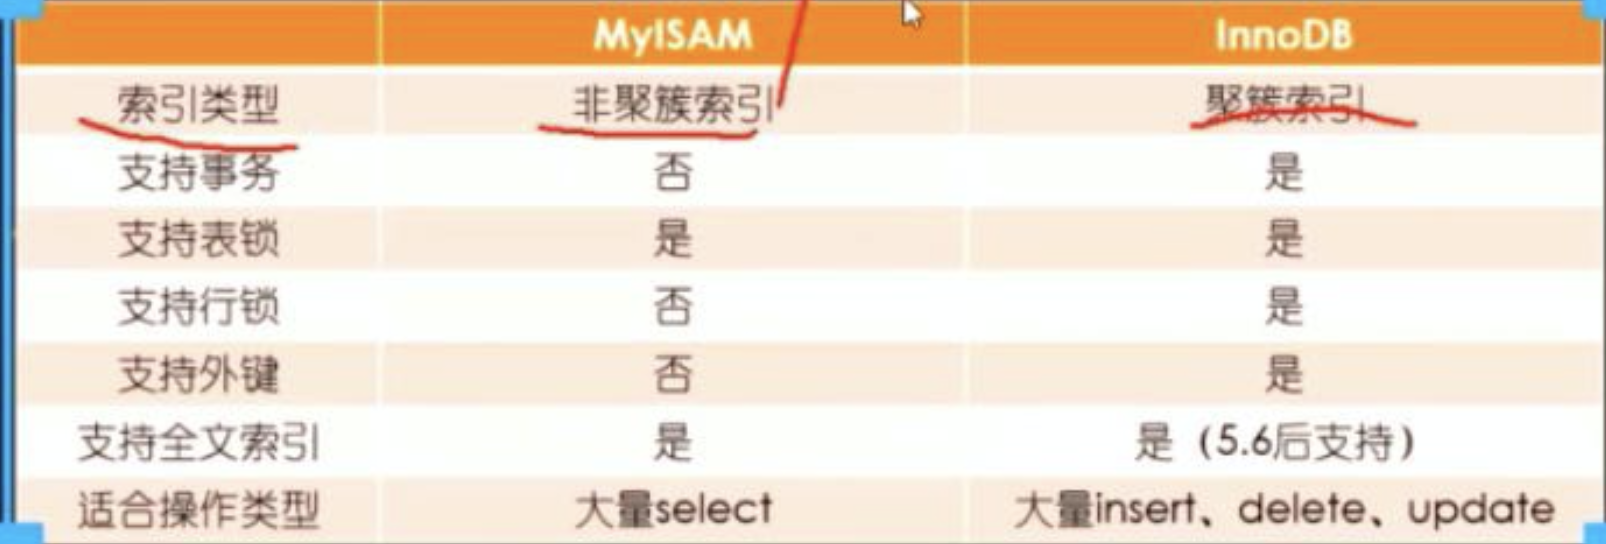 MyISAM InnoDB
索引类型 非聚簇索引 聚簇索引
支持事务 否 是
支持表锁 是 是
支持行锁 否 是
支持外键 否 是
支持全文索引 是 是（5.6后支持）
适合操作类型 大量select 大量insert、delete、update